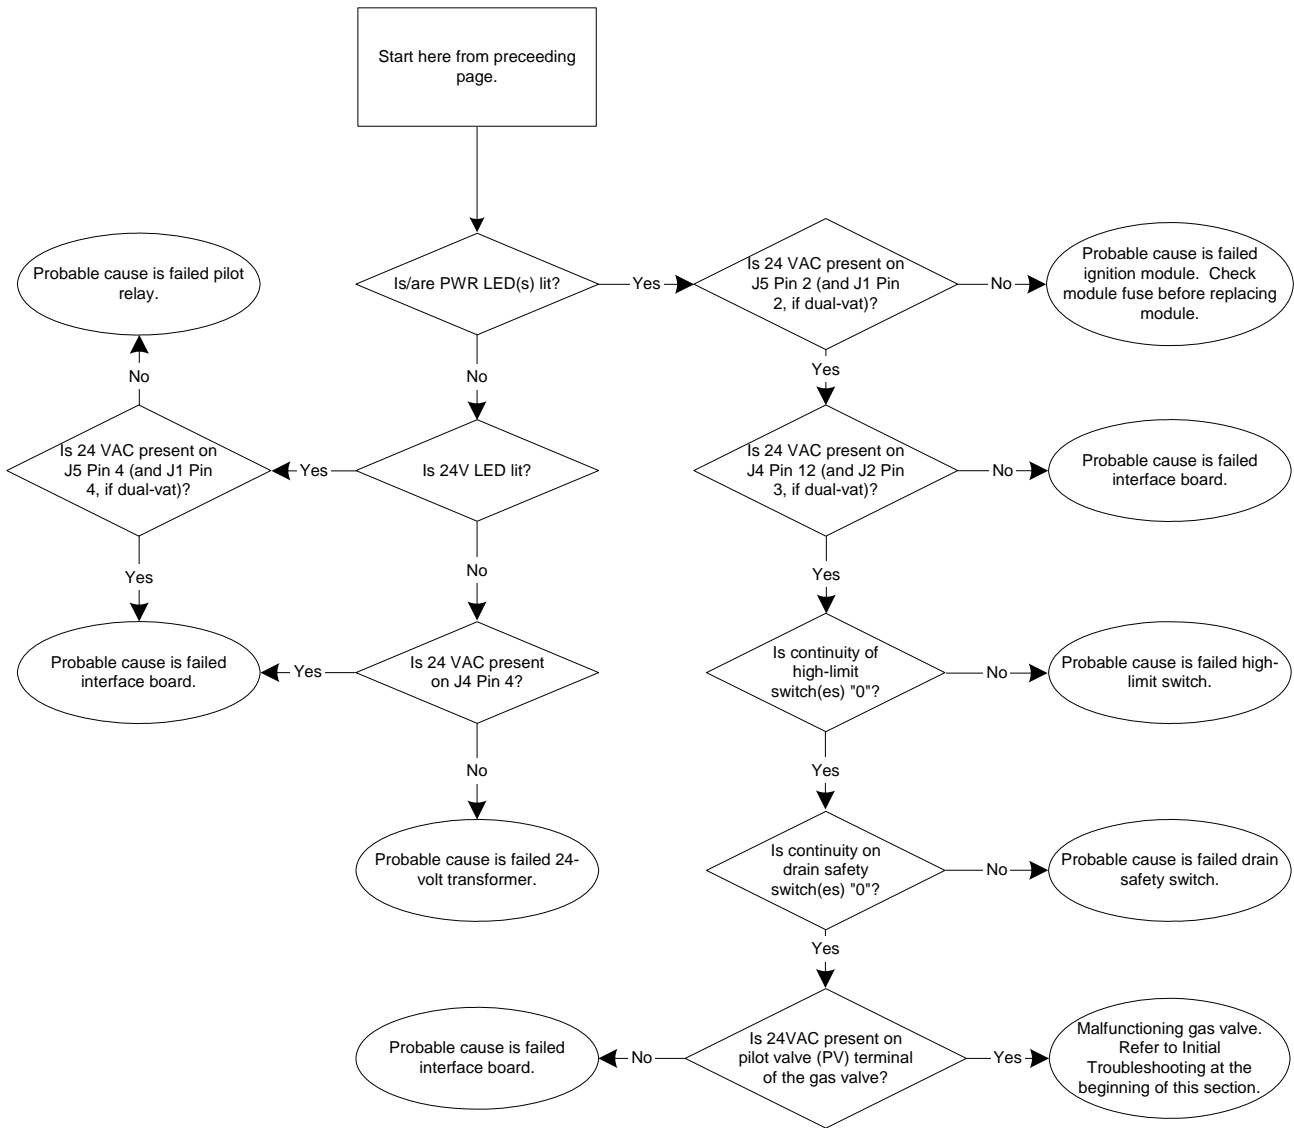 Start here from preceeding
page.
Is/are PWR LED(s) lit?
Yes
Is 24 VAC present on
J5 Pin 2 (and J1 Pin
2, if dual-vat)?
No
Probable cause is failed
ignition module.  Check
module fuse before replacing
module.
Probable cause is failed pilot
relay.
No
No
Yes
Is 24 VAC present on
J5 Pin 4 (and J1 Pin
4, if dual-vat)?
Yes
Is 24V LED lit?
Is 24 VAC present on
J4 Pin 12 (and J2 Pin
3, if dual-vat)?
No
Probable cause is failed
interface board.
Yes
No
Yes
Probable cause is failed
interface board.
Yes
Is 24 VAC present
on J4 Pin 4?
Is continuity of
high-limit
switch(es) "0"?
No
Probable cause is failed high-
limit switch.
No
Yes
Probable cause is failed 24-
volt transformer.
Is continuity on
drain safety
switch(es) "0"?
No
Probable cause is failed drain
safety switch.
Yes
Probable cause is failed
interface board.
No
Is 24VAC present on
pilot valve (PV) terminal
of the gas valve?
Yes
Malfunctioning gas valve.
Refer to Initial
Troubleshooting at the
beginning of this section.